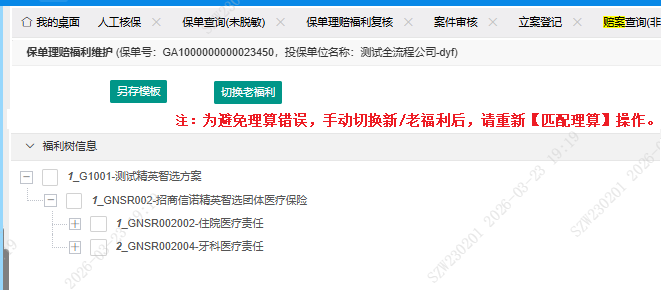 我的桌面 人工核保 保单查询(未脱敏) 保单理赔福利复核 案件审核 立案登记 赔案查询(非
保单理赔福利维护 (保单号：GA1000000000023450，投保单位名称：测试全流程公司-dyf)
另存模板 切换老福利
注：为避免理算错误，手动切换新/老福利后，请重新【匹配理算】操作。
福利树信息
1_G1001-测试精英智选方案
1_GNSR002-招商信诺精英智选团体医疗保险
1_GNSR002002-住院医疗责任
2_GNSR002004-牙科医疗责任
SZW230201 2026-03-23 19:19